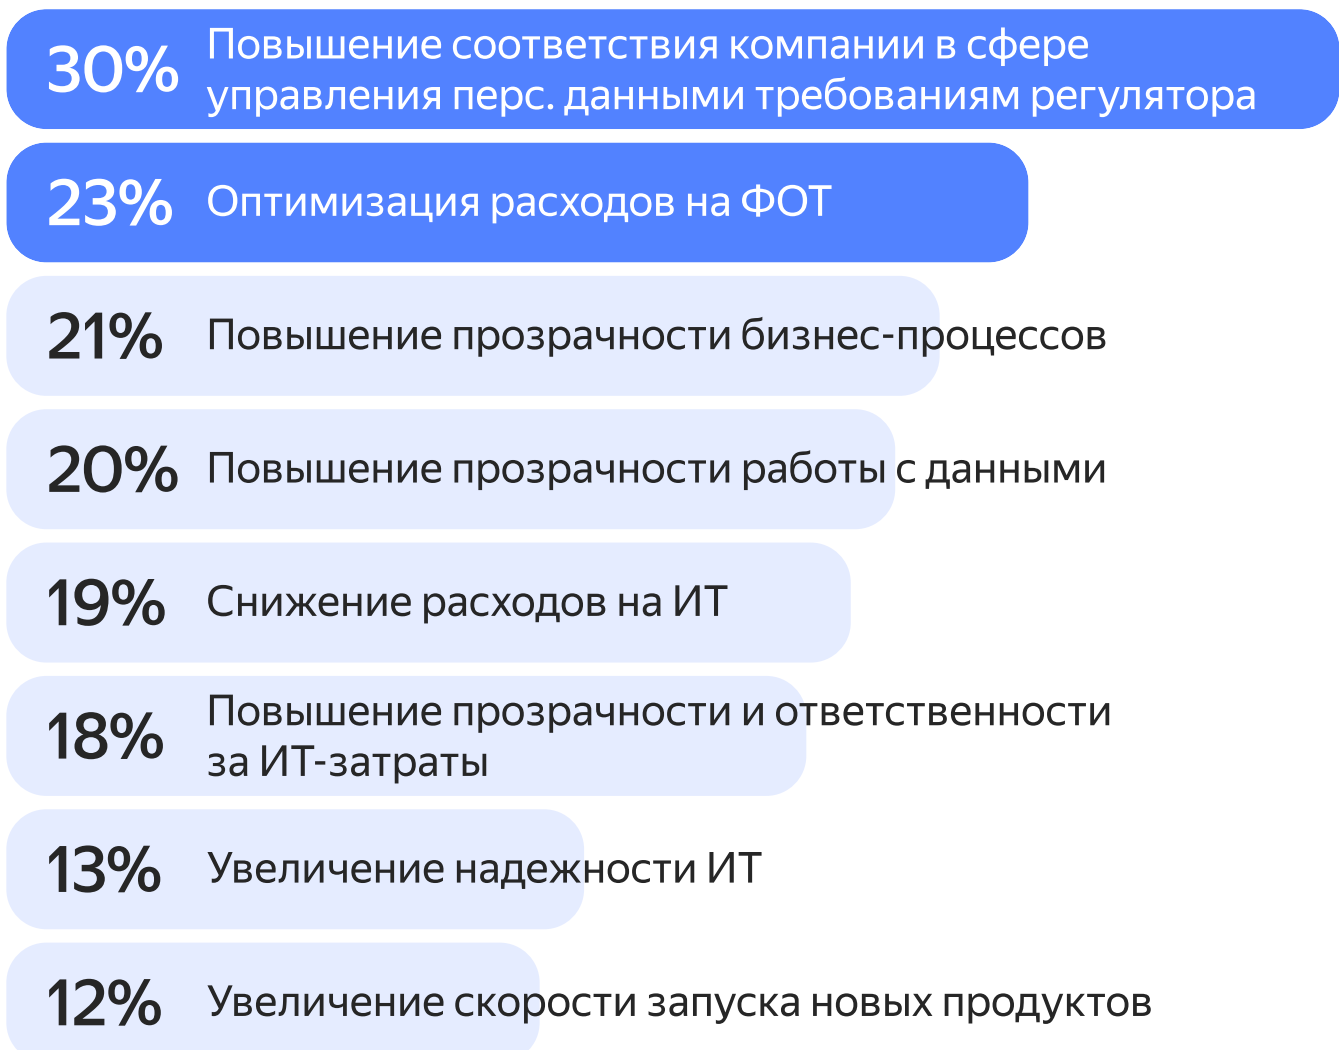 30%
Повышение соответствия компании в сфере
управления перс. данными требованиям регулятора
23%
Оптимизация расходов на ФОТ
21%
Повышение прозрачности бизнес-процессов
20%
Повышение прозрачности работы с данными
19%
Снижение расходов на ИТ
18%
Повышение прозрачности и ответственности
за ИТ-затраты
13%
Увеличение надежности ИТ
12%
Увеличение скорости запуска новых продуктов